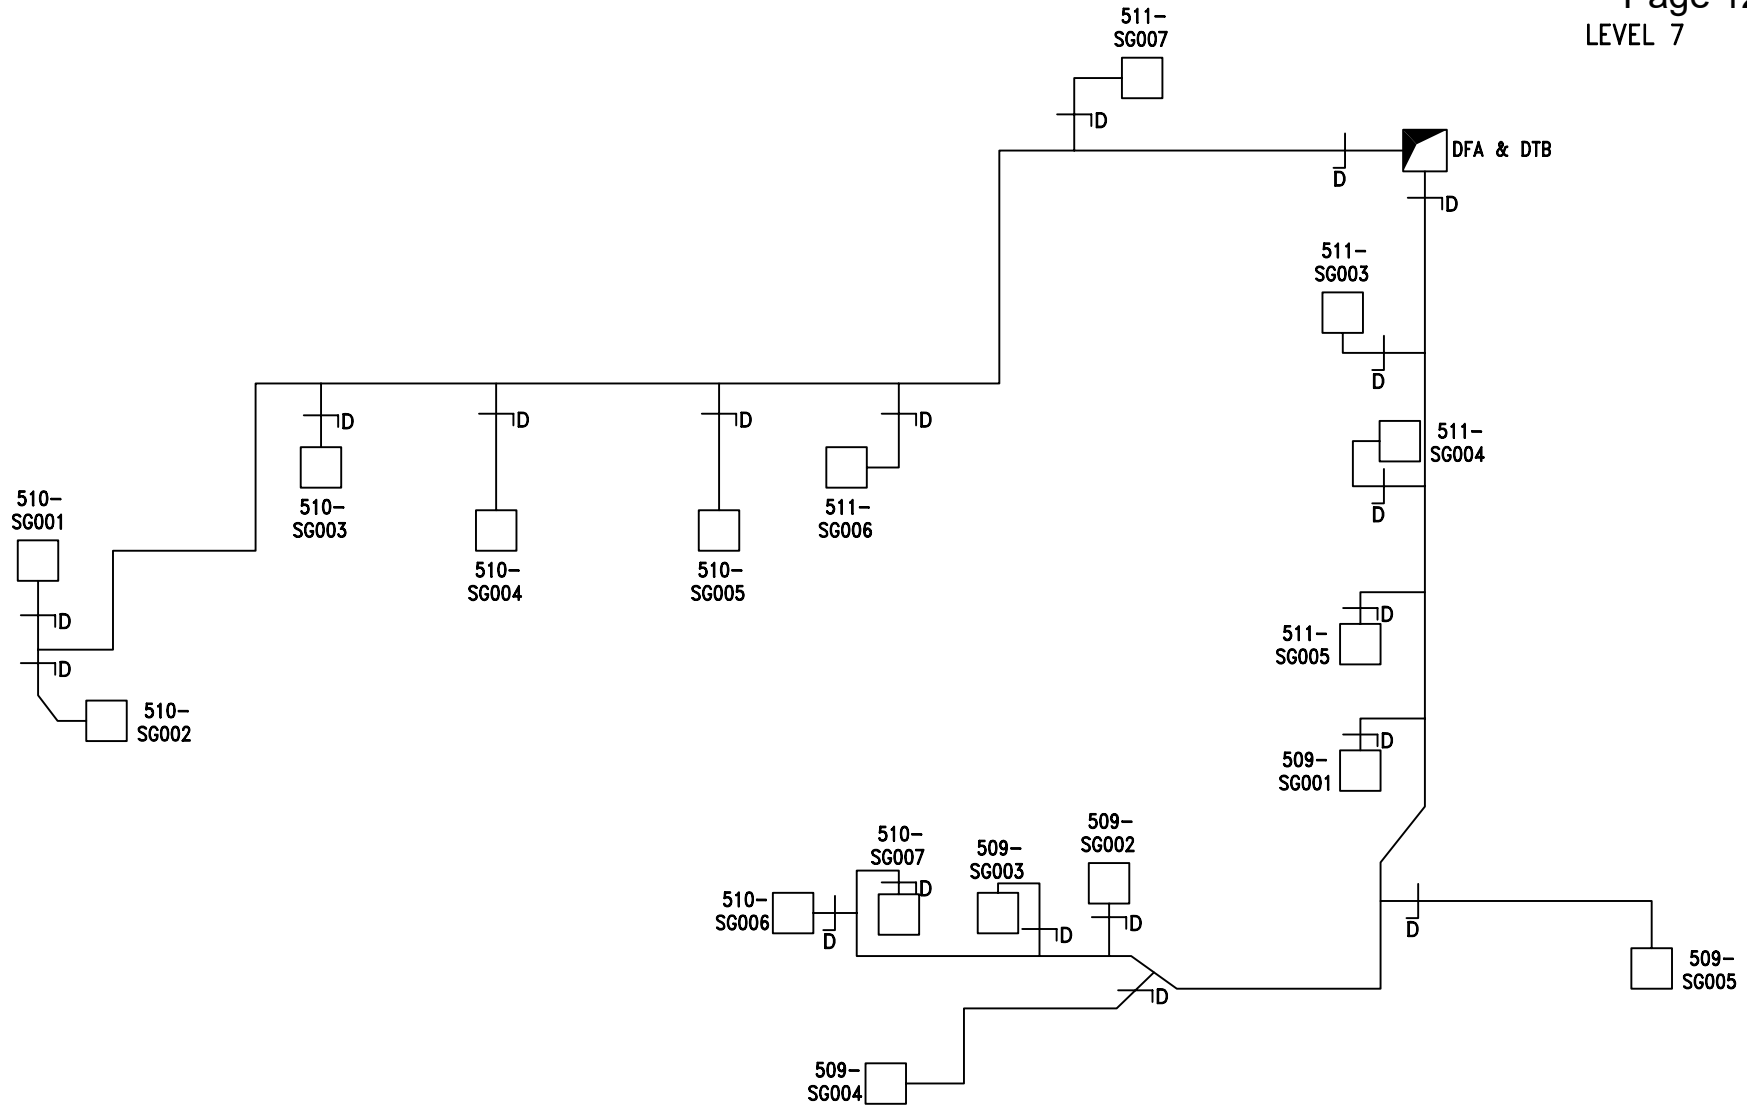 Page 12
LEVEL 7
511-
SG007
D
DFA & DTB
D
D
511-
SG003
D
511-
SG004
D
D
D
D
D
D
510-
SG003
510-
SG004
510-
SG005
511-
SG006
510-
SG001
D
D
510-
SG002
D
511-
SG005
D
509-
SG001
510-
SG007
D
509-
SG003
D
509-
SG002
D
510-
SG006
D
D
509-
SG005
D
509-
SG004